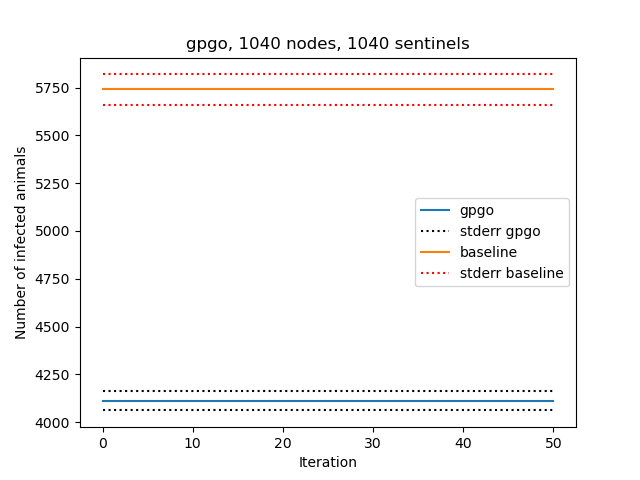 gpgo, 1040 nodes, 1040 sentinels
Number of infected animals
5750
5500
5250
5000
4750
4500
4250
4000
gpgo
stderr gpgo
baseline
stderr baseline
0 10 20 30 40 50
Iteration